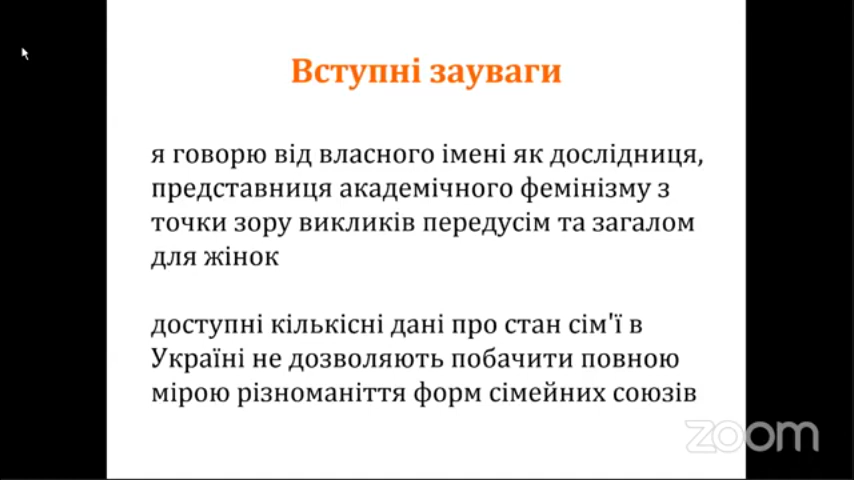 Вступні зауваги
я говорю від власного імені як дослідниця,
представниця академічного фемінізму з
точки зору викликів передусім та загалом
для жінок
доступні кількісні дані про стан сім'ї в
Україні не дозволяють побачити повною
мірою різноманіття форм сімейних союзів
zoom